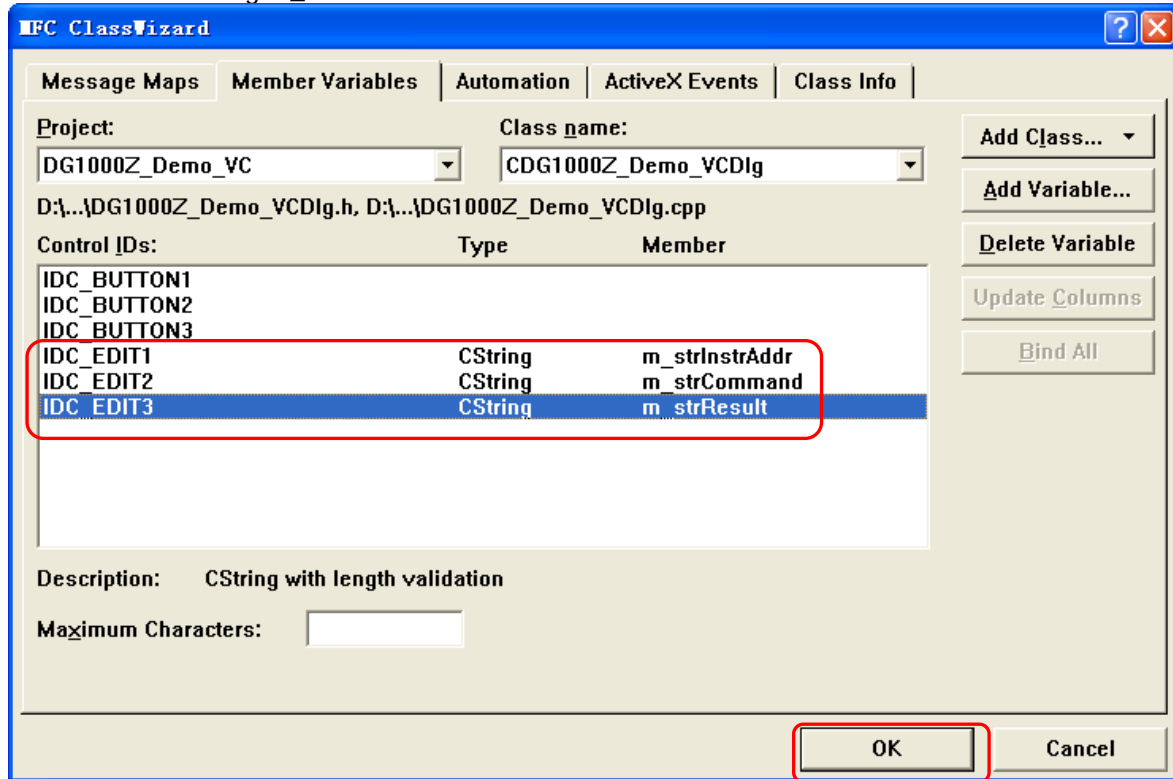 MFC ClassWizard
Message Maps Member Variables Automation ActiveX Events Class Info
Project: Class name:
DG1000Z_Demo_VC CDG1000Z_Demo_VCDlg
Add Class...
Add Variable...
D:\...\DG1000Z_Demo_VCDlg.h, D:\...\DG1000Z_Demo_VCDlg.cpp
Control IDs: Type Member
Delete Variable
IDC_BUTTON1
IDC_BUTTON2
Update Columns
IDC_BUTTON3
IDC_EDIT1 CString m_strInstrAddr
Bind All
IDC_EDIT2 CString m_strCommand
IDC_EDIT3 CString m_strResult
Description: CString with length validation
Maximum Characters:
OK Cancel